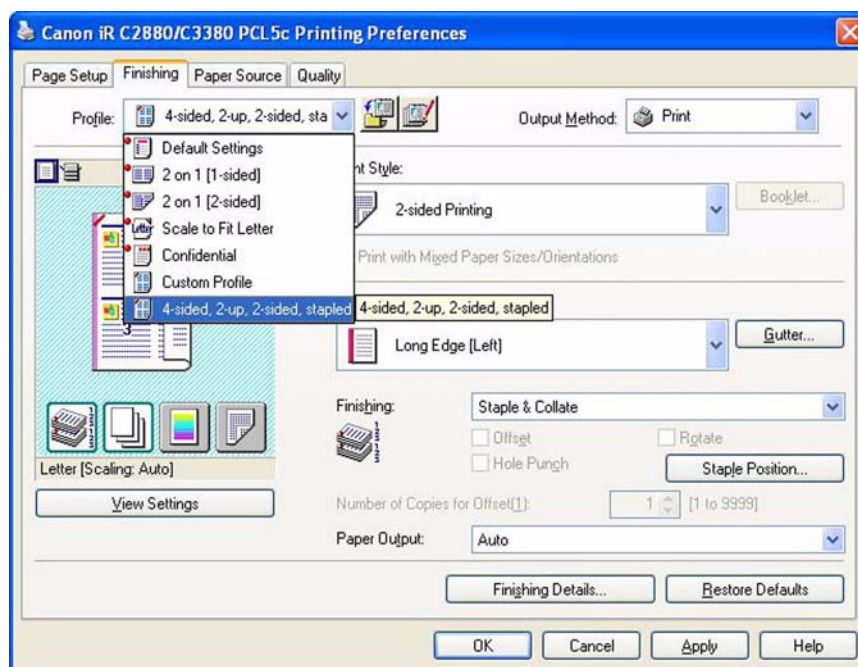 Canon iR C2880/C3380 PCL5c Printing Preferences
Page Setup Finishing Paper Source Quality
Profile: 4-sided, 2-up, 2-sided, sta Output Method: Print
Default Settings
2 on 1 [1-sided]
2 on 1 [2-sided]
Scale to Fit Letter
Confidential
Custom Profile
4-sided, 2-up, 2-sided, stapled
4-sided, 2-up, 2-sided, stapled
nt Style:
2-sided Printing Booklet...
Print with Mixed Paper Sizes/Orientations
Long Edge [Left] Gutter...
Finishing: Staple & Collate
Offset Rotate
Hole Punch Staple Position...
Letter [Scaling: Auto]
View Settings
Number of Copies for Offset(1): 1 [1 to 9999]
Paper Output: Auto
Finishing Details... Restore Defaults
OK Cancel Apply Help